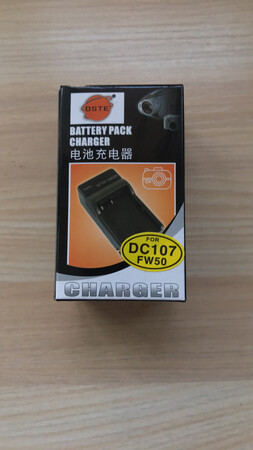 DSTE
BATTERY PACK
CHARGER
电池充电器
FOR
DC107
FW50
CHARGER